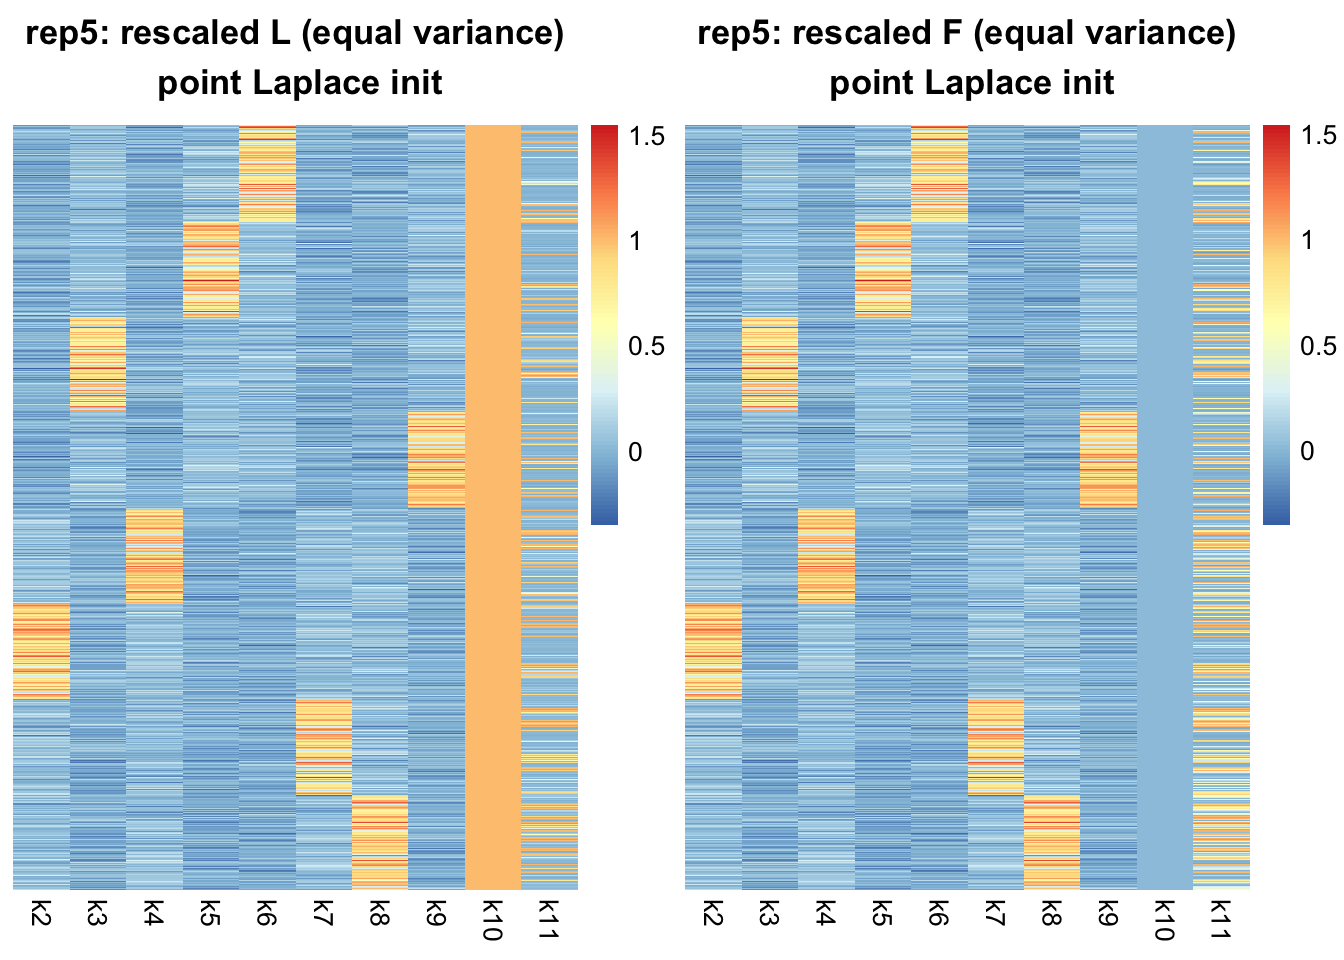 rep5: rescaled L (equal variance)
point Laplace init
1.5
1
0.5
0
k2
k3
k4
k5
k6
k7
k8
k9
k10
k11
rep5: rescaled F (equal variance)
point Laplace init
1.5
1
0.5
0
k2
k3
k4
k5
k6
k7
k8
k9
k10
k11